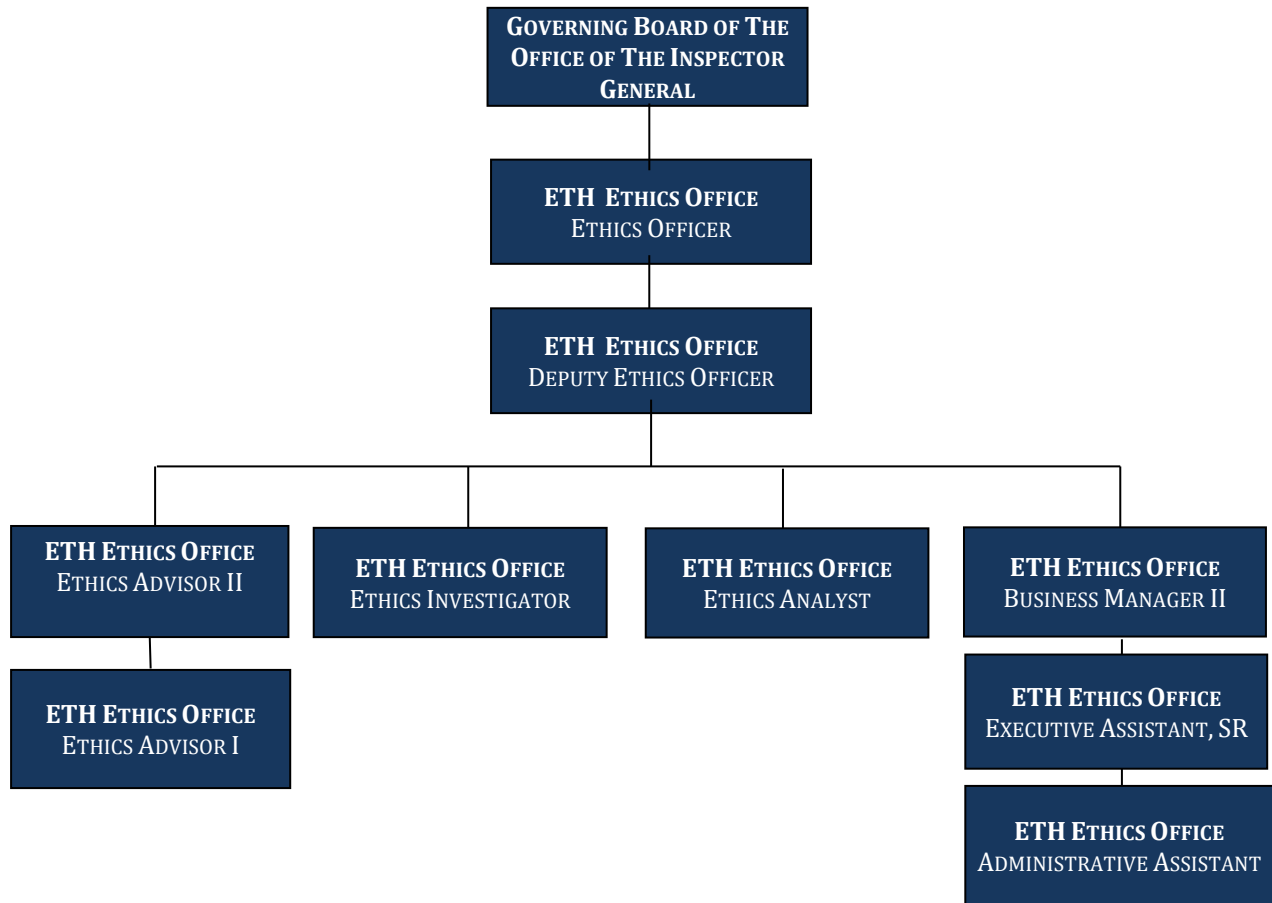 GOVERNING BOARD OF THE
OFFICE OF THE INSPECTOR
GENERAL
ETH ETHICS OFFICE
ETHICS OFFICER
ETH ETHICS OFFICE
DEPUTY ETHICS OFFICER
ETH ETHICS OFFICE
ETHICS ADVISOR II
ETH ETHICS OFFICE
ETHICS INVESTIGATOR
ETH ETHICS OFFICE
ETHICS ANALYST
ETH ETHICS OFFICE
BUSINESS MANAGER II
ETH ETHICS OFFICE
ETHICS ADVISOR I
ETH ETHICS OFFICE
EXECUTIVE ASSISTANT, SR
ETH ETHICS OFFICE
ADMINISTRATIVE ASSISTANT